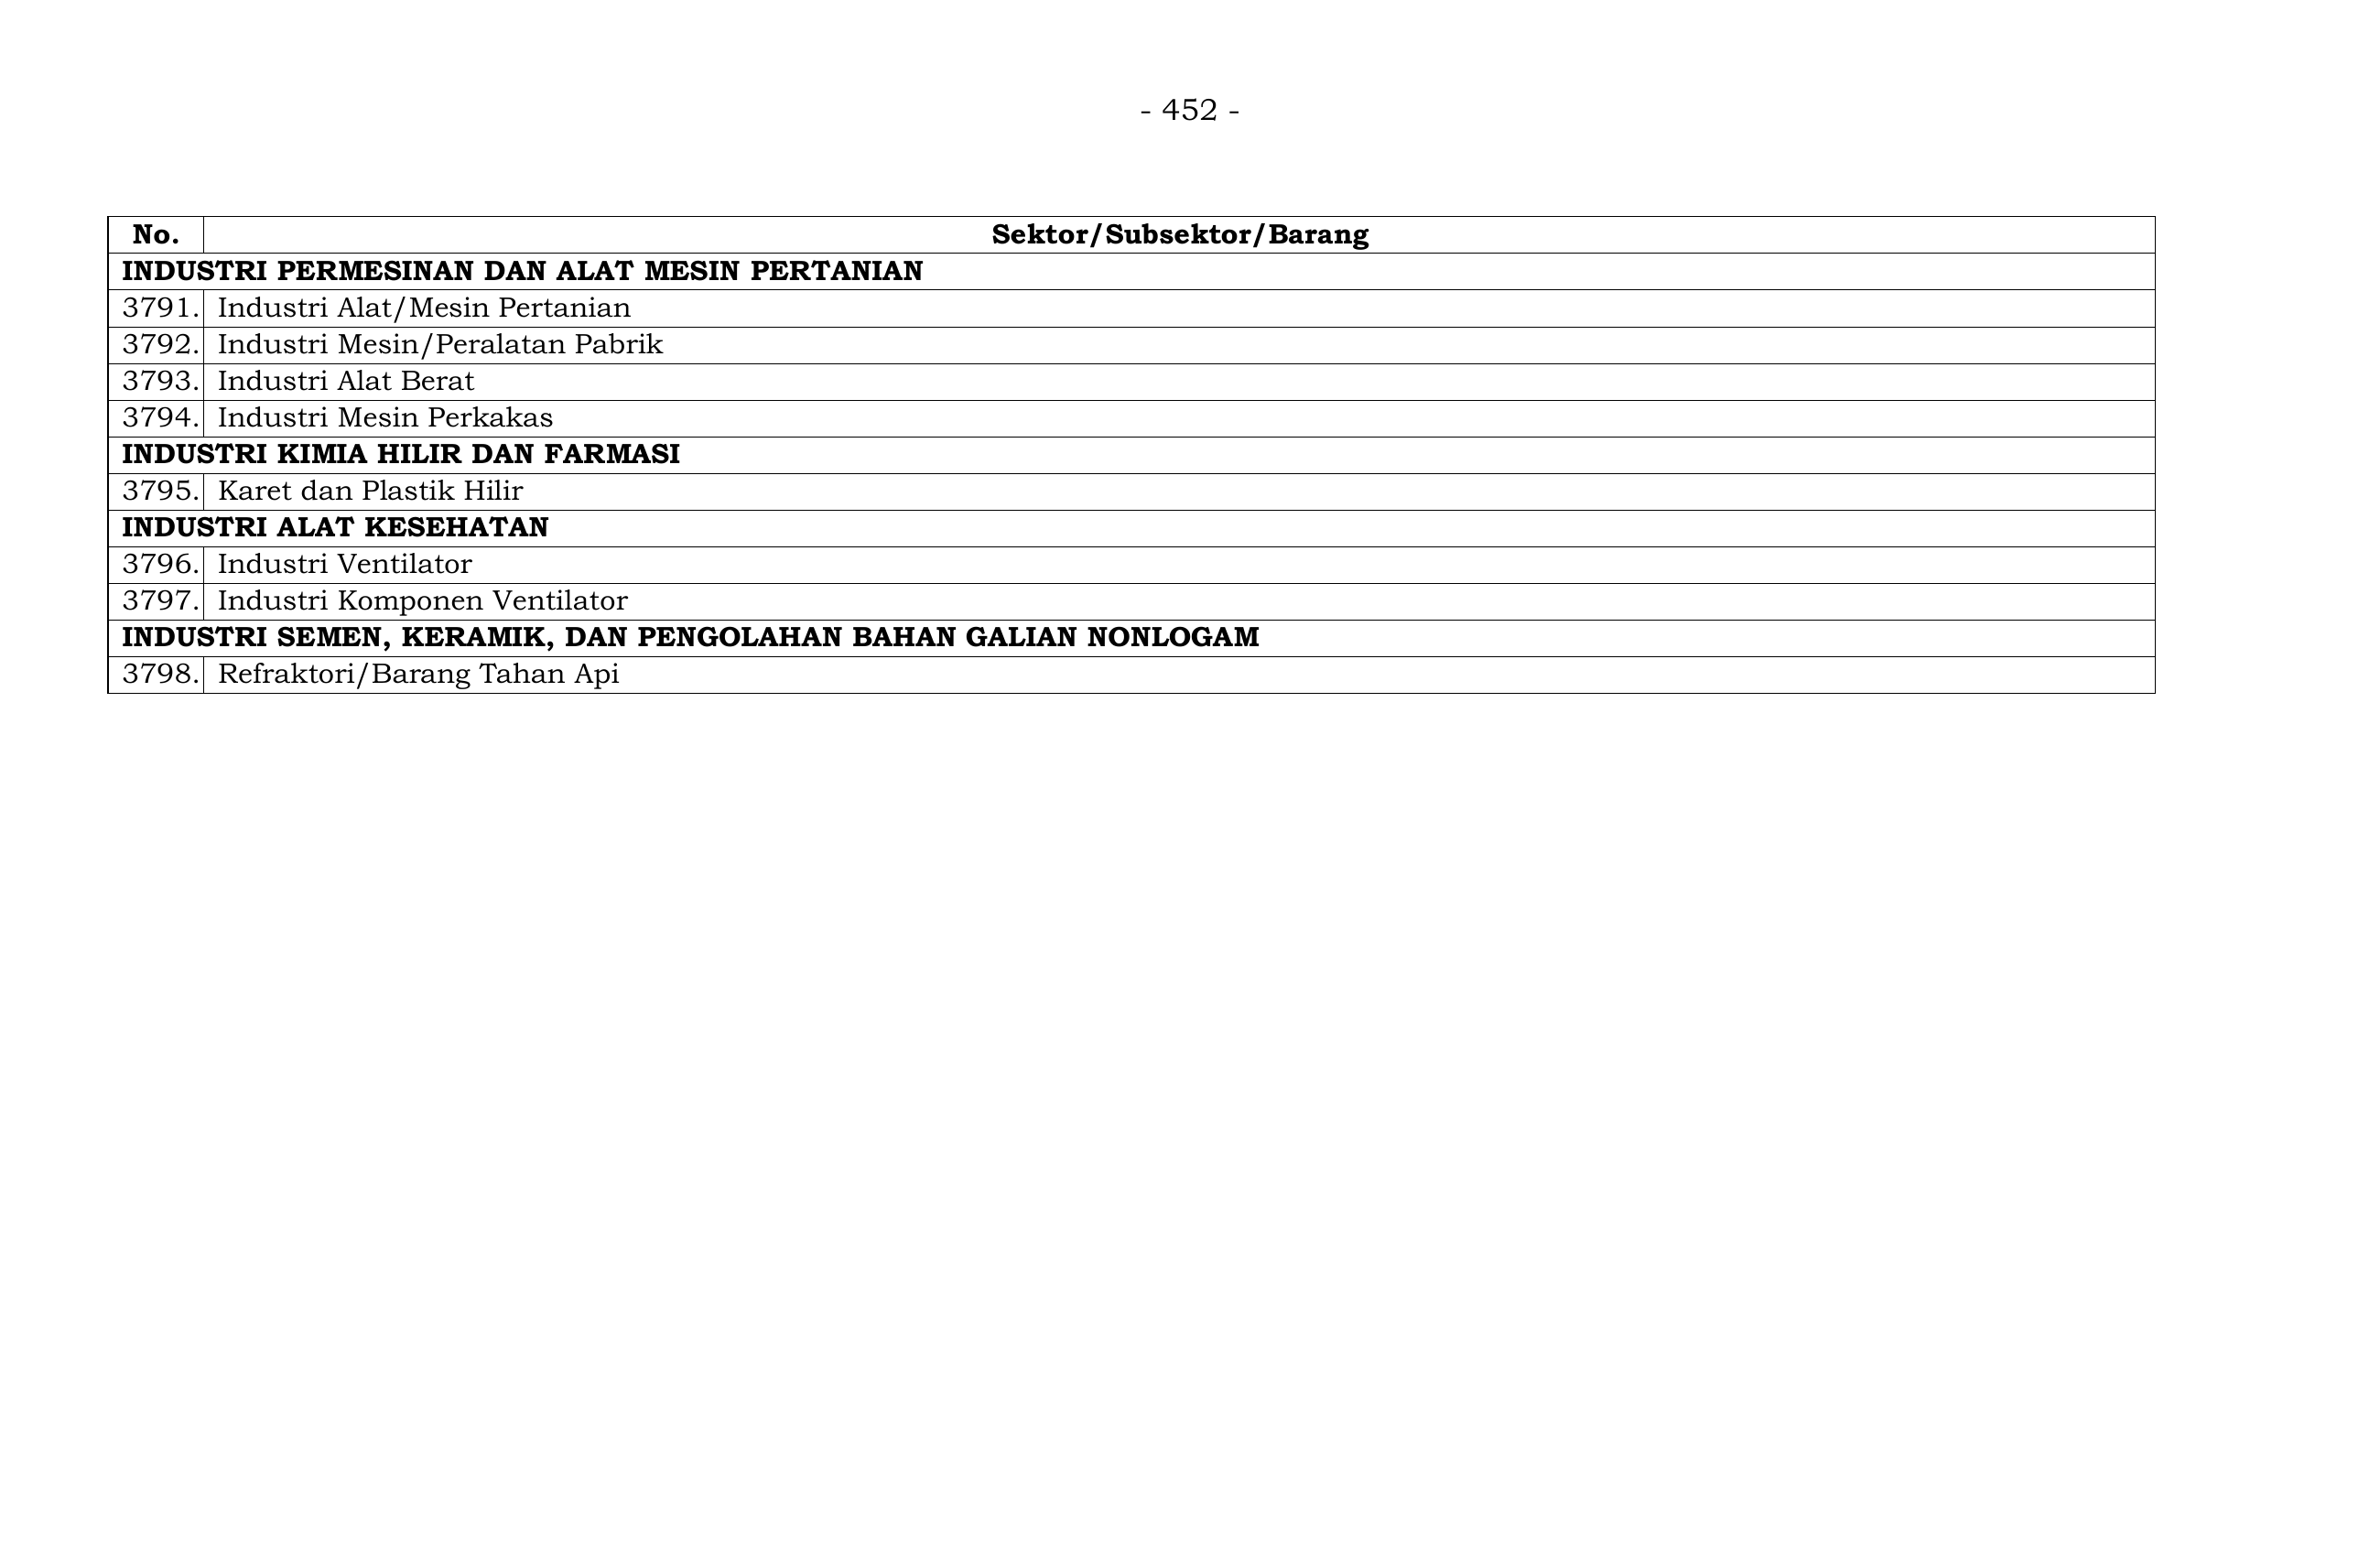 - 452 -
No. Sektor/Subsektor/Barang
INDUSTRI PERMESINAN DAN ALAT MESIN PERTANIAN
3791. Industri Alat/Mesin Pertanian
3792. Industri Mesin/Peralatan Pabrik
3793. Industri Alat Berat
3794. Industri Mesin Perkakas
INDUSTRI KIMIA HILIR DAN FARMASI
3795. Karet dan Plastik Hilir
INDUSTRI ALAT KESEHATAN
3796. Industri Ventilator
3797. Industri Komponen Ventilator
INDUSTRI SEMEN, KERAMIK, DAN PENGOLAHAN BAHAN GALIAN NONLOGAM
3798. Refraktori/Barang Tahan Api